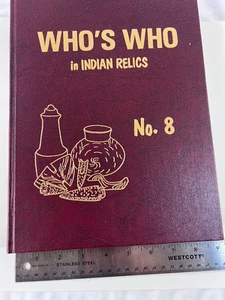 WHO'S WHO
in INDIAN RELICS
No. 8
STAINLESS STEEL
WESTCOTT